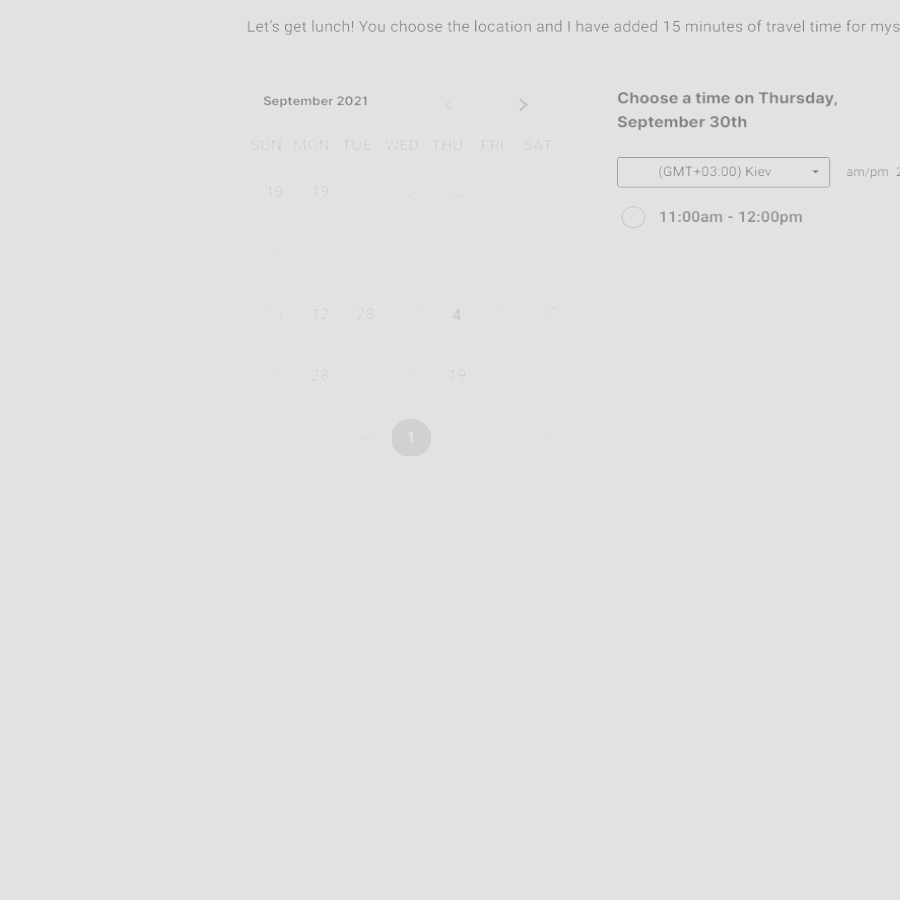 Let's get lunch! You choose the location and I have added 15 minutes of travel time for mys
September 2021
SUN MON TUE WED THU FRI SAT
19 19
12 28 4
28 19
1
Choose a time on Thursday,
September 30th
(GMT+03:00) Kiev am/pm
11:00am - 12:00pm